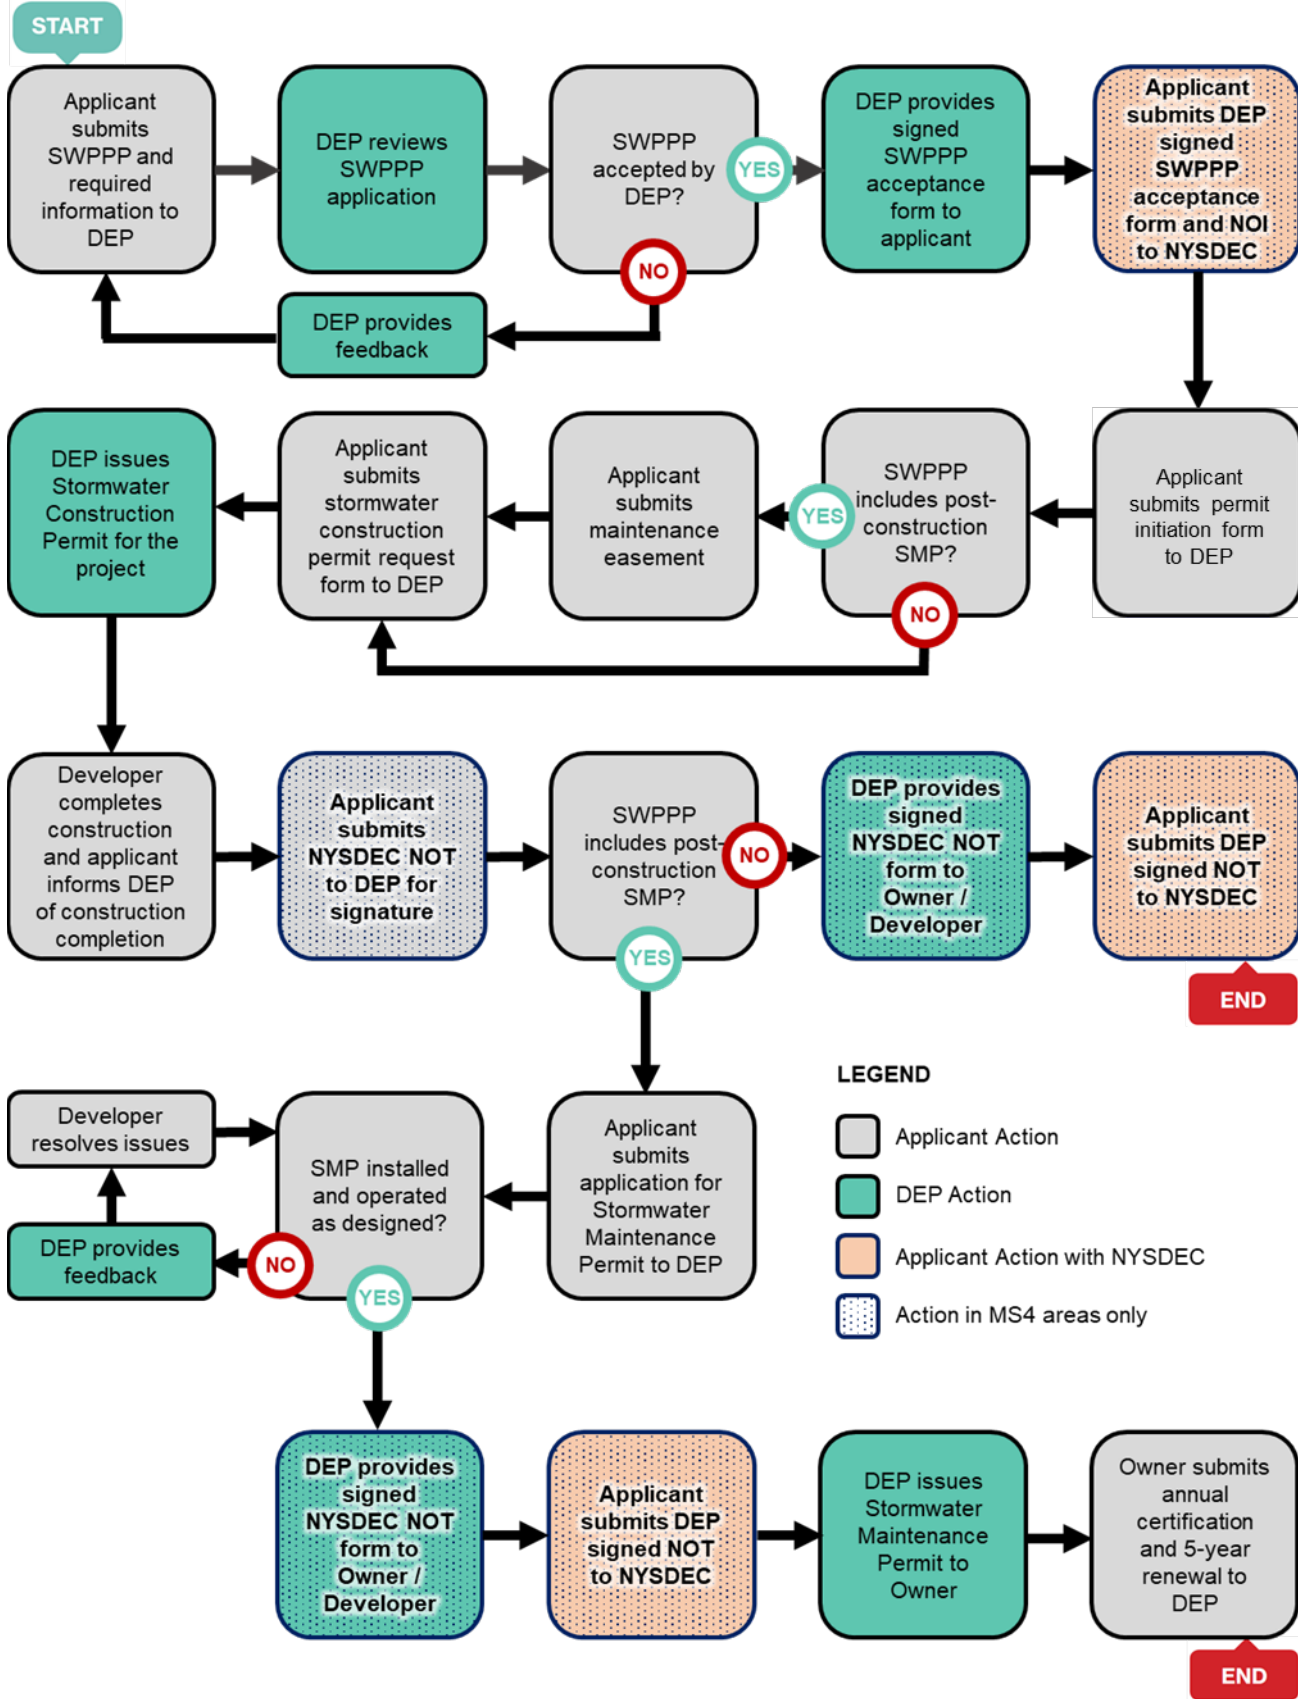 START
Applicant
submits
SWPPP and
required
information to
DEP
DEP reviews
SWPPP
application
SWPPP
accepted by
DEP?
YES
NO
DEP provides
signed
SWPPP
acceptance
form to
applicant
Applicant
submits DEP
signed
SWPPP
acceptance
form and NOI
to NYSDEC
DEP provides
feedback
Applicant
submits permit
initiation form
to DEP
SWPPP
includes post-
construction
SMP?
YES
NO
Applicant
submits
maintenance
easement
Applicant
submits
stormwater
construction
permit request
form to DEP
DEP issues
Stormwater
Construction
Permit for the
project
Developer
completes
construction
and applicant
informs DEP
of construction
completion
Applicant
submits
NYSDEC NOT
to DEP for
signature
SWPPP
includes post-
construction
SMP?
NO
YES
DEP provides
signed
NYSDEC NOT
form to
Owner /
Developer
Applicant
submits DEP
signed NOT
to NYSDEC
END
Applicant
submits
application for
Stormwater
Maintenance
Permit to DEP
SMP installed
and operated
as designed?
NO
YES
DEP provides
feedback
Developer
resolves issues
LEGEND
Applicant Action
DEP Action
Applicant Action with NYSDEC
Action in MS4 areas only
DEP provides
signed
NYSDEC NOT
form to
Owner /
Developer
Applicant
submits DEP
signed NOT
to NYSDEC
DEP issues
Stormwater
Maintenance
Permit to
Owner
Owner submits
annual
certification
and 5-year
renewal to
DEP
END